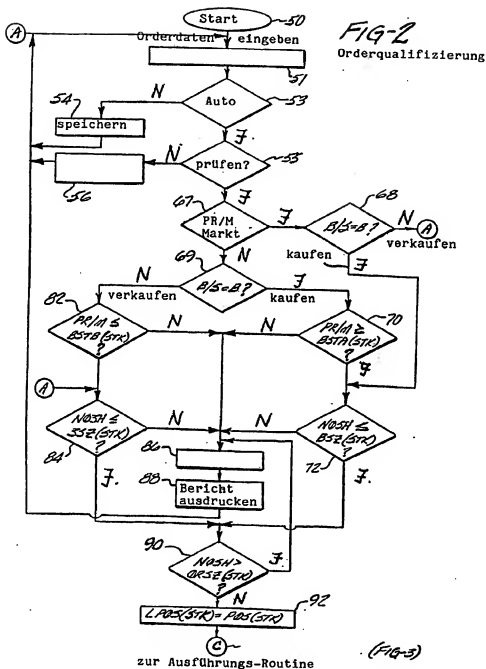 Start
50
A
Orderdaten eingeben
FIG-2
Orderqualifizierung
51
54
N
Auto
53
speichern
J.
N
prüfen?
55
56
J
67
68
PR/M
Markt
J
B/S=B?
N
A
verkaufen
N
kaufen
J
69
N
B/S=B?
J
verkaufen
kaufen
82
70
PR/M ≤
BSTB(STK)
?
N
N
PR/M ≥
BSTA(STK)
?
J
A
NOSH ≤
SSZ(STK)
?
N
N
NOSH ≤
BSZ(STK)
?
84
86
72
J.
J.
88
Bericht
ausdrucken
90
NOSH >
ORSZ(STK)
?
J.
N
92
LPOS(STK)=POS(STK)
C
zur Ausführungs-Routine
(FIG-3)